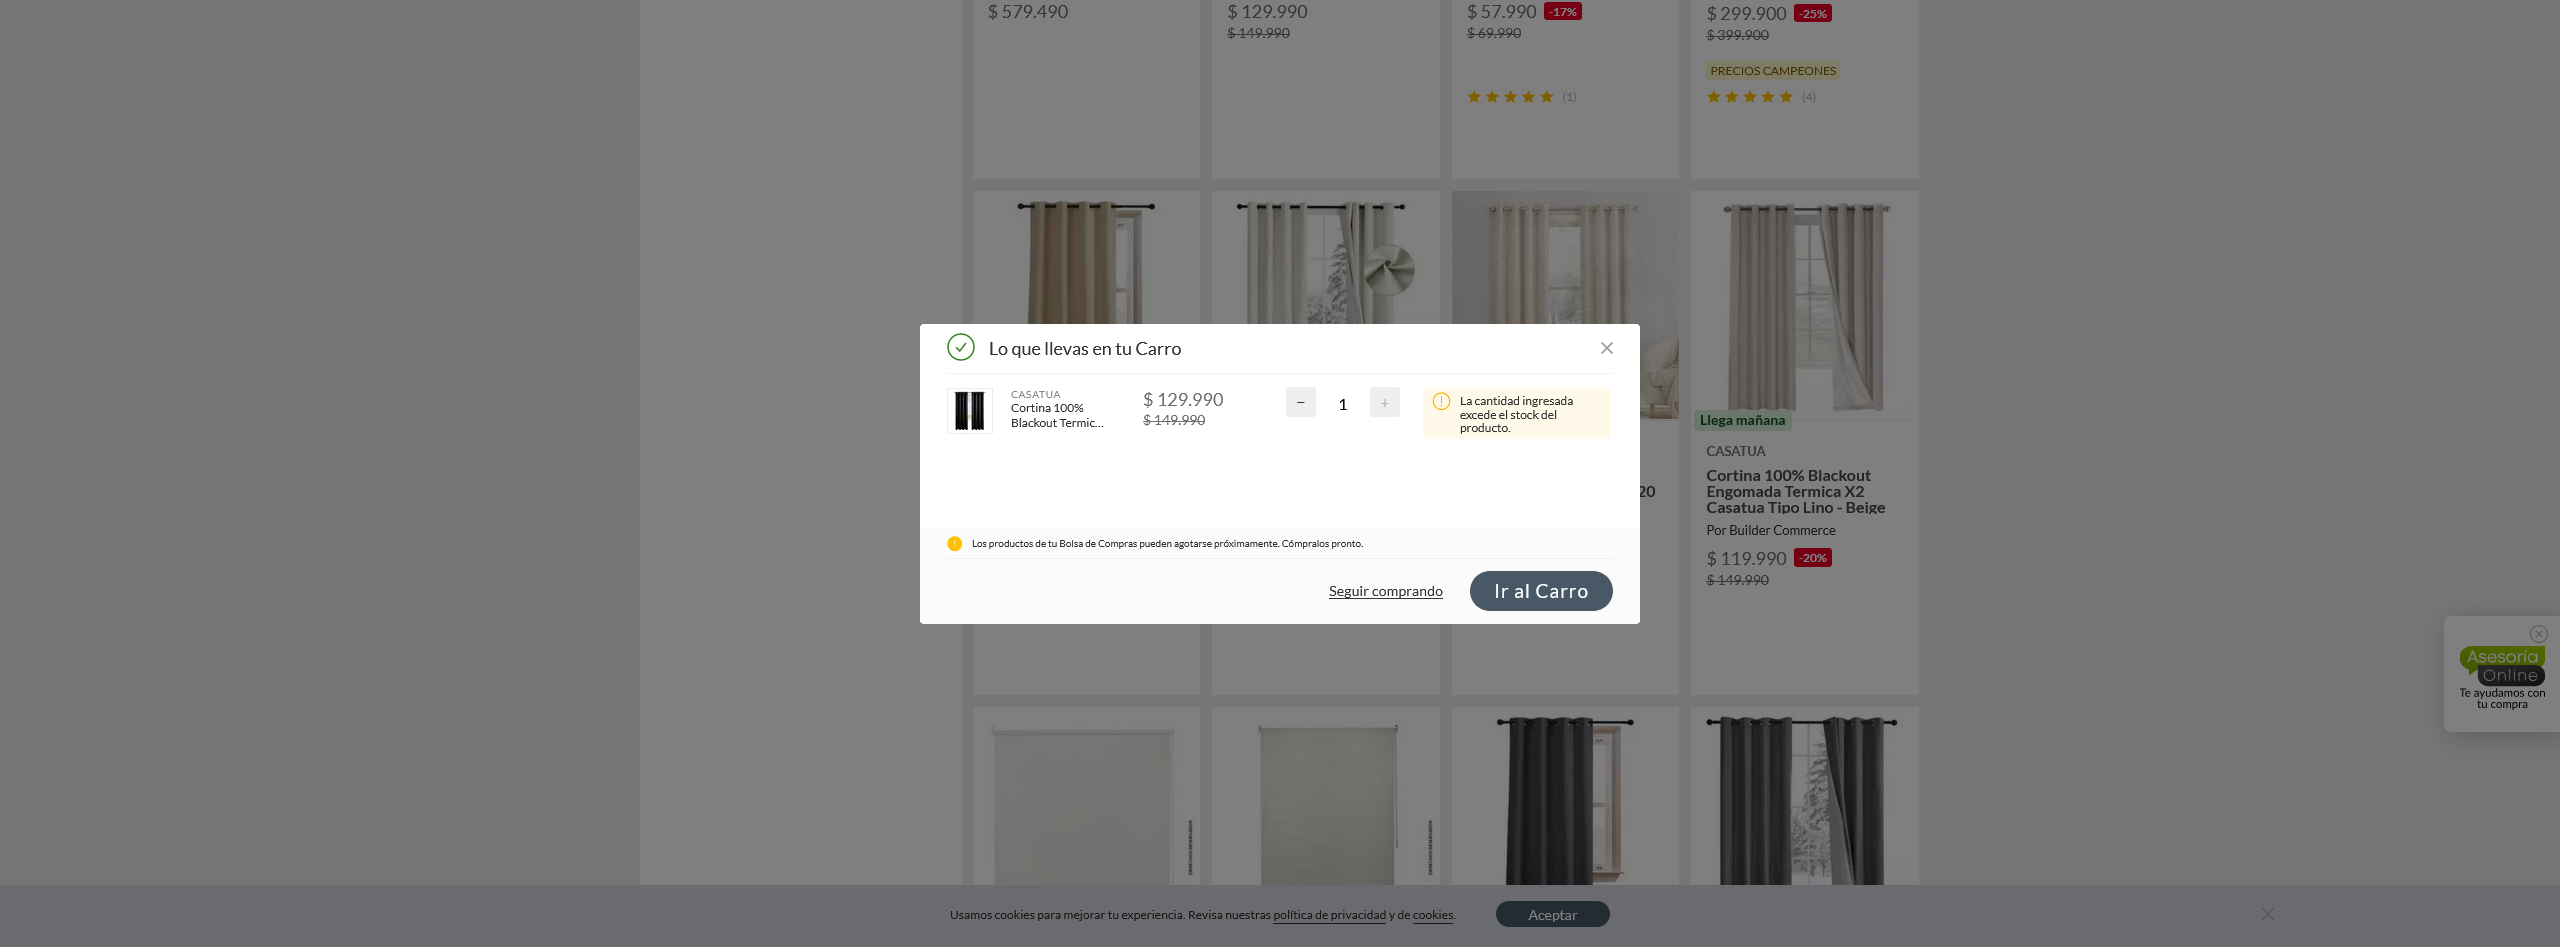 $ 579.490
$ 129.990
$ 149.990
$ 57.990 -17%
$ 69.990
(1)
$ 299.900 -25%
$ 399.900
PRECIOS CAMPEONES
(4)
Lo que llevas en tu Carro
CASATUA
Cortina 100%
Blackout Termic...
$ 129.990
$ 149.990
− 1 +
La cantidad ingresada
excede el stock del
producto.
Los productos de tu Bolsa de Compras pueden agotarse próximamente. Cómpralos pronto.
Seguir comprando
Ir al Carro
20
Llega mañana
CASATUA
Cortina 100% Blackout
Engomada Termica X2
Casatua Tipo Lino - Beige
Por Builder Commerce
$ 119.990 -20%
$ 149.990
Asesoría
Online
Te ayudamos con
tu compra
DERECHOS RESERVADOS
DERECHOS RESERVADOS
Usamos cookies para mejorar tu experiencia. Revisa nuestras política de privacidad y de cookies.
Aceptar